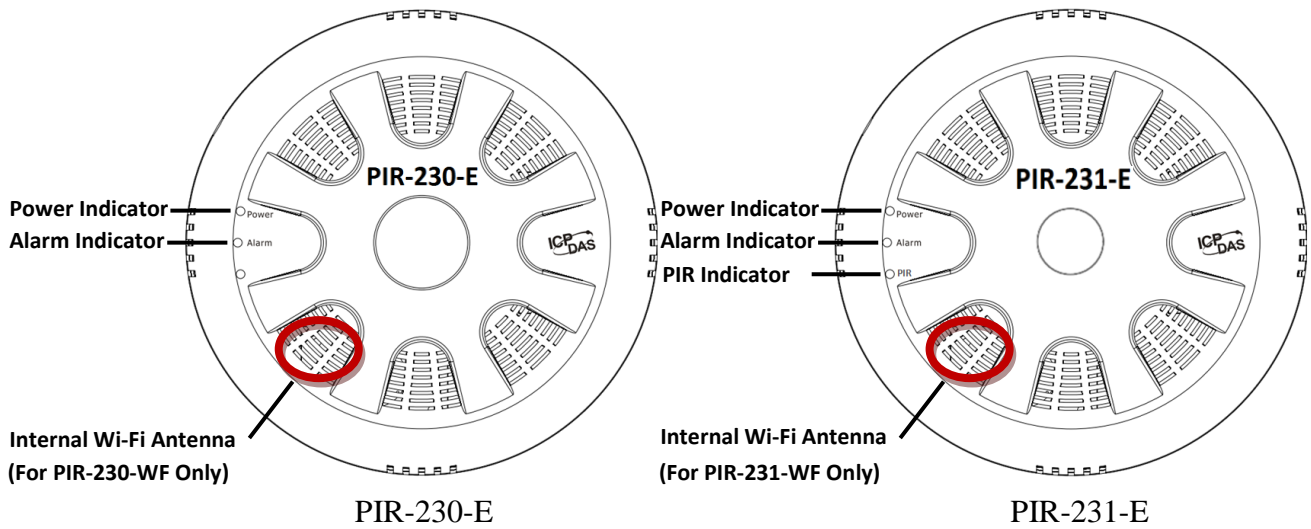 PIR-230-E
Power Indicator
Power
Alarm Indicator
Alarm
ICP
DAS
Internal Wi-Fi Antenna
(For PIR-230-WF Only)
PIR-230-E
PIR-231-E
Power Indicator
Power
Alarm Indicator
Alarm
PIR Indicator
PIR
ICP
DAS
Internal Wi-Fi Antenna
(For PIR-231-WF Only)
PIR-231-E